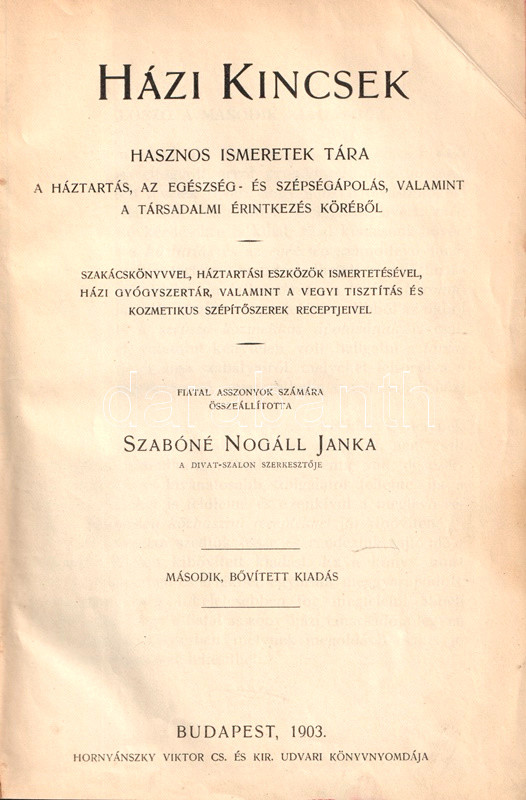 HÁZI KINCSEK
HASZNOS ISMERETEK TÁRA
A HÁZTARTÁS, AZ EGÉSZSÉG- ÉS SZÉPSÉGÁPOLÁS, VALAMINT
A TÁRSADALMI ÉRINTKEZÉS KÖRÉBŐL
SZAKÁCSKÖNYVVEL, HÁZTARTÁSI ESZKÖZÖK ISMERTETÉSÉVEL,
HÁZI GYÓGYSZERTÁR, VALAMINT A VEGYI TISZTÍTÁS ÉS
KOZMETIKUS SZÉPÍTŐSZEREK RECEPTJEIVEL
FIATAL ASSZONYOK SZÁMÁRA
ÖSSZEÁLLÍTOTTA
darabanth
SZABÓNÉ NOGÁLL JANKA
A DIVAT-SZALON SZERKESZTŐJE
MÁSODIK, BŐVÍTETT KIADÁS
BUDAPEST, 1903.
HORNYÁNSZKY VIKTOR CS. ÉS KIR. UDVARI KÖNYVNYOMDÁJA